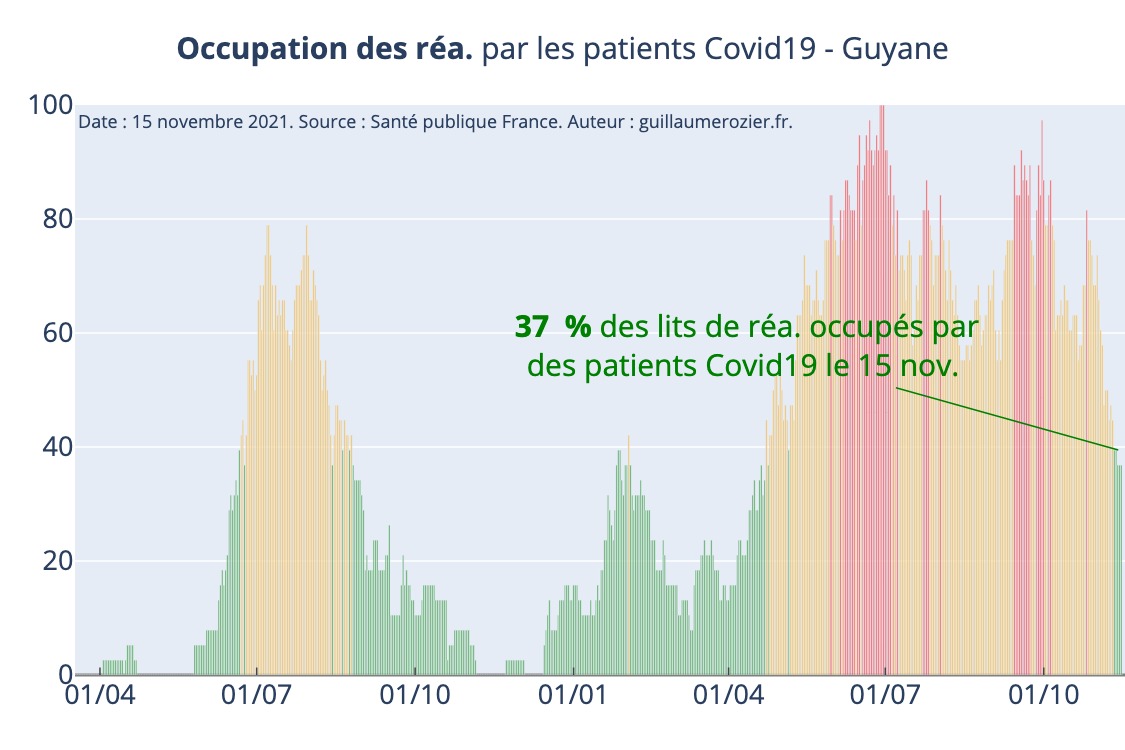 Occupation des réa. par les patients Covid19 - Guyane
100
Date : 15 novembre 2021. Source : Santé publique France. Auteur : guillaumerozier.fr.
80
60
37 % des lits de réa. occupés par
des patients Covid19 le 15 nov.
40
20
0
01/04 01/07 01/10 01/01 01/04 01/07 01/10